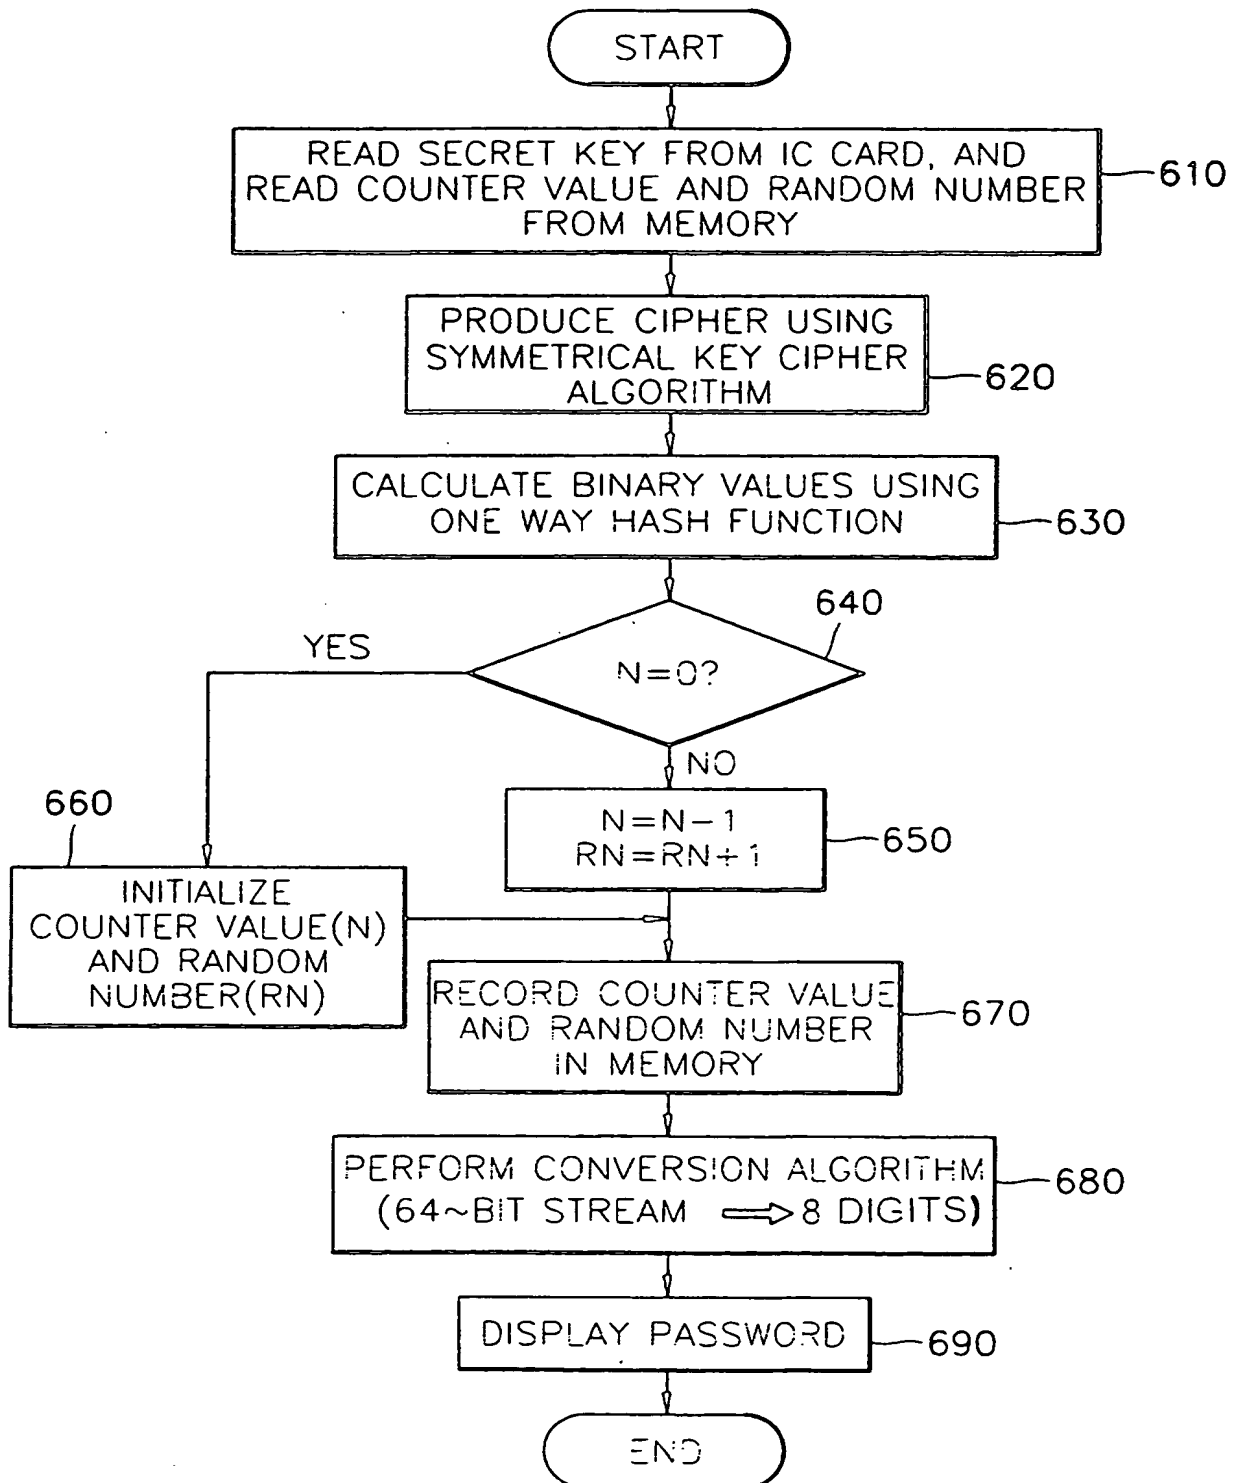 START
READ SECRET KEY FROM IC CARD, AND
READ COUNTER VALUE AND RANDOM NUMBER
FROM MEMORY
610
PRODUCE CIPHER USING
SYMMETRICAL KEY CIPHER
ALGORITHM
620
CALCULATE BINARY VALUES USING
ONE WAY HASH FUNCTION
630
640
YES
N=0?
NO
660
N=N-1
RN=RN+1
650
INITIALIZE
COUNTER VALUE(N)
AND RANDOM
NUMBER(RN)
RECORD COUNTER VALUE
AND RANDOM NUMBER
IN MEMORY
670
PERFORM CONVERSION ALGORITHM
(64~BIT STREAM ⟹ 8 DIGITS)
680
DISPLAY PASSWORD
690
END